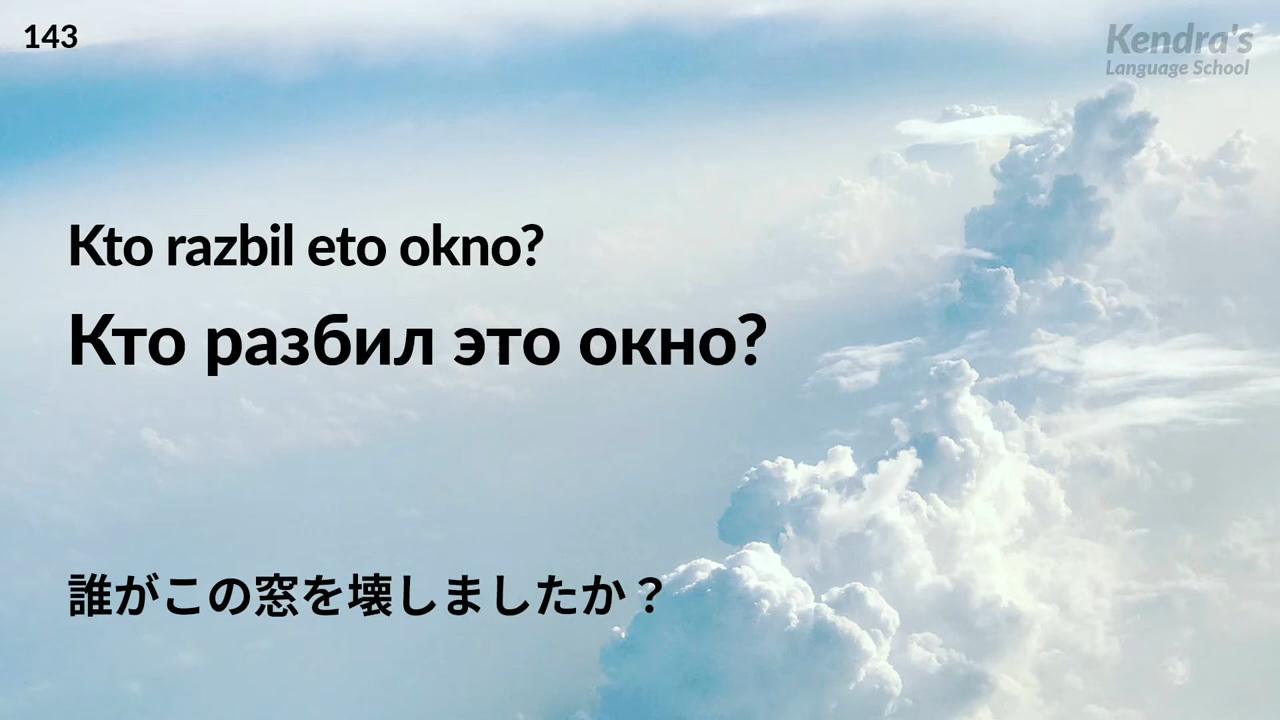 143
Kendra's
Language School
Kto razbil eto okno?
Кто разбил это окно?
誰がこの窓を壊しましたか？